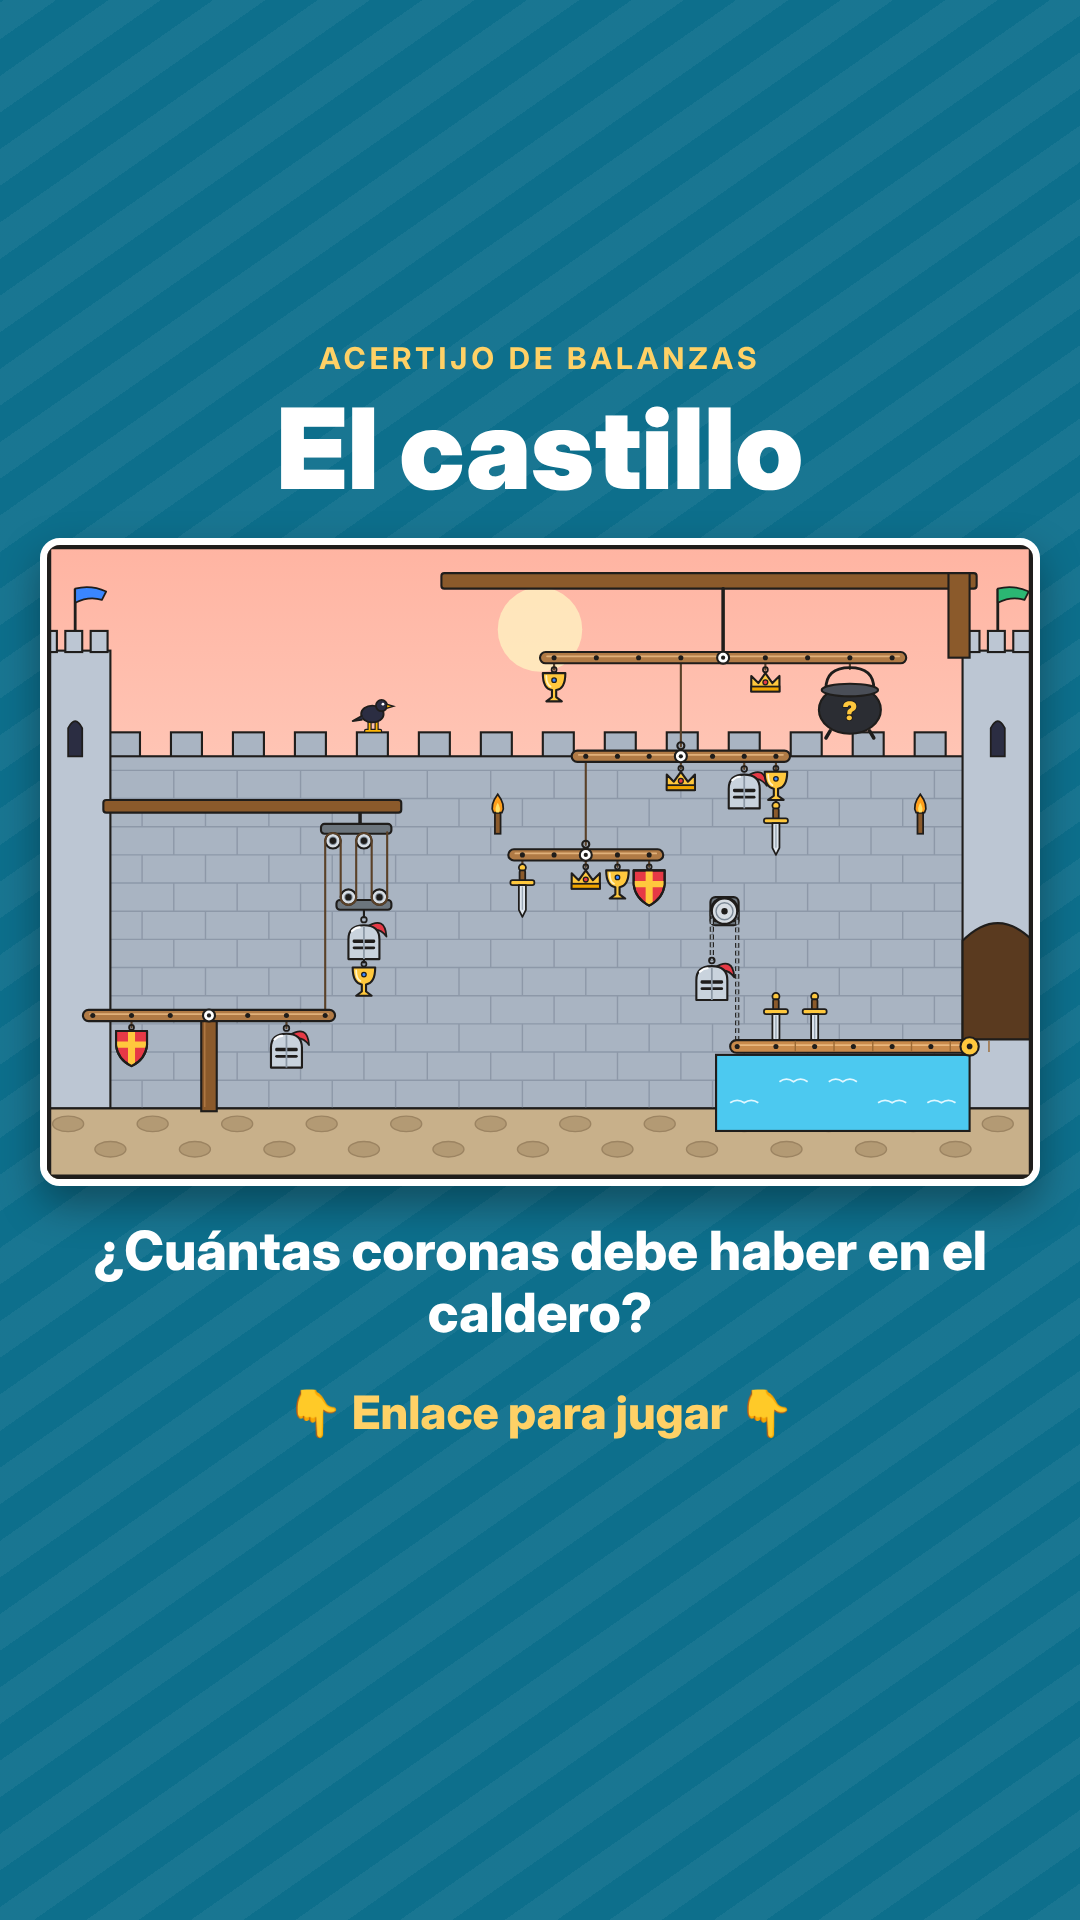 ACERTIJO DE BALANZAS
El castillo
?
¿Cuántas coronas debe haber en el
caldero?
👇 Enlace para jugar 👇